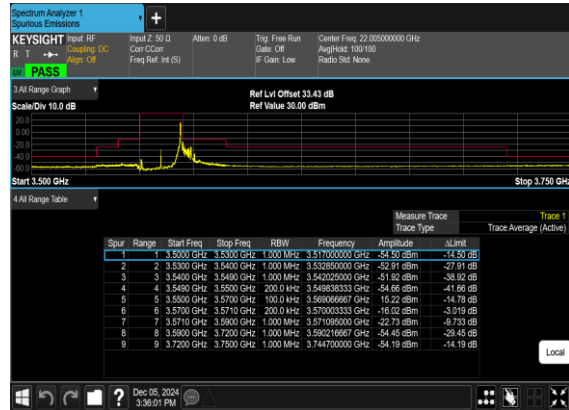 Spectrum Analyzer 1
Spurious Emissions
KEYSIGHT Input: RF Input Z: 50 Ω Atten: 0 dB Trig: Free Run Center Freq: 22.005000000 GHz
R T Coupling: DC Corr CCorr Gate: Off Avg|Hold: 100/100
Align: Off Freq Ref: Int (S) IF Gain: Low Radio Std: None
PASS
3 All Range Graph
Ref Lvl Offset 33.43 dB
Scale/Div 10.0 dB Ref Value 30.00 dBm
20.0
0.00
-20.0
-40.0
-60.0
Start 3.500 GHz Stop 3.750 GHz
4 All Range Table
Measure Trace Trace 1
Trace Type Trace Average (Active)
Spur Range Start Freq Stop Freq RBW Frequency Amplitude ΔLimit
1 1 3.5000 GHz 3.5300 GHz 1.000 MHz 3.517000000 GHz -54.50 dBm -14.50 dB
2 2 3.5300 GHz 3.5400 GHz 1.000 MHz 3.532850000 GHz -52.91 dBm -27.91 dB
3 3 3.5400 GHz 3.5490 GHz 1.000 MHz 3.542025000 GHz -51.92 dBm -38.92 dB
4 4 3.5490 GHz 3.5500 GHz 200.0 kHz 3.549838333 GHz -54.66 dBm -41.66 dB
5 5 3.5500 GHz 3.5700 GHz 100.0 kHz 3.569066667 GHz 15.22 dBm -14.78 dB
6 6 3.5700 GHz 3.5710 GHz 200.0 kHz 3.570003333 GHz -16.02 dBm -3.019 dB
7 7 3.5710 GHz 3.5900 GHz 1.000 MHz 3.571095000 GHz -22.73 dBm -9.733 dB
8 8 3.5900 GHz 3.7200 GHz 1.000 MHz 3.590216667 GHz -54.45 dBm -29.45 dB
9 9 3.7200 GHz 3.7500 GHz 1.000 MHz 3.744700000 GHz -54.19 dBm -14.19 dB
Local
Dec 05, 2024
3:36:01 PM